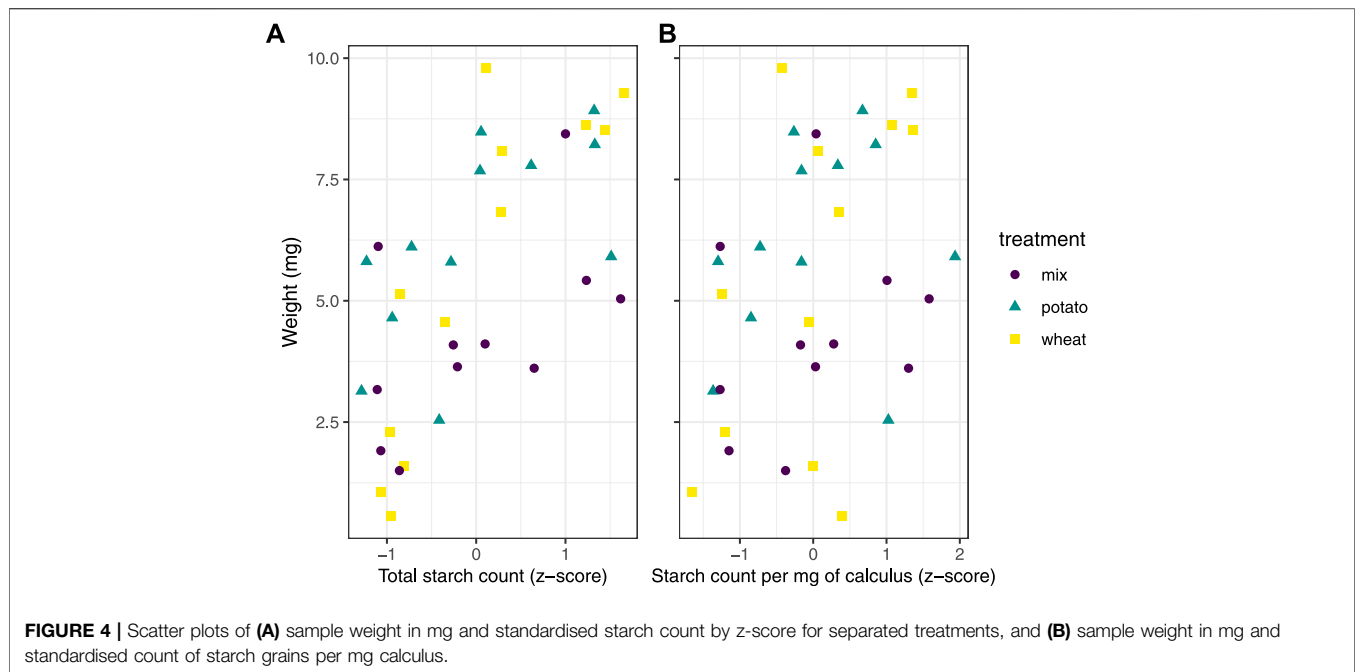 A
B
10.0
7.5
5.0
2.5
Weight (mg)
−1
0
1
−1
0
1
2
Total starch count (z−score)
Starch count per mg of calculus (z−score)
treatment
mix
potato
wheat
FIGURE 4 | Scatter plots of (A) sample weight in mg and standardised starch count by z-score for separated treatments, and (B) sample weight in mg and
standardised count of starch grains per mg calculus.